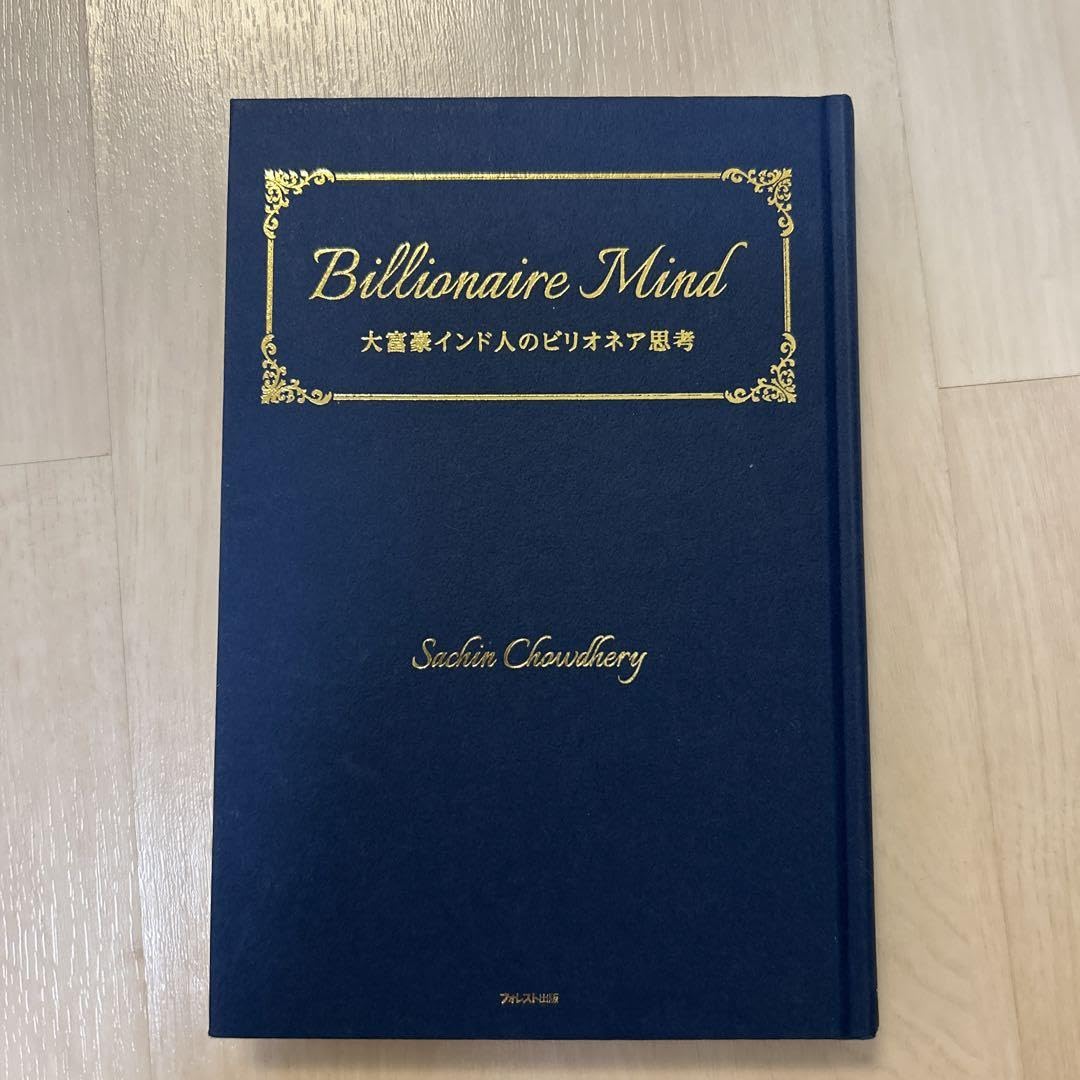 Billionaire Mind
大富豪インド人のビリオネア思考
Sachin Chowdhery
フォレスト出版